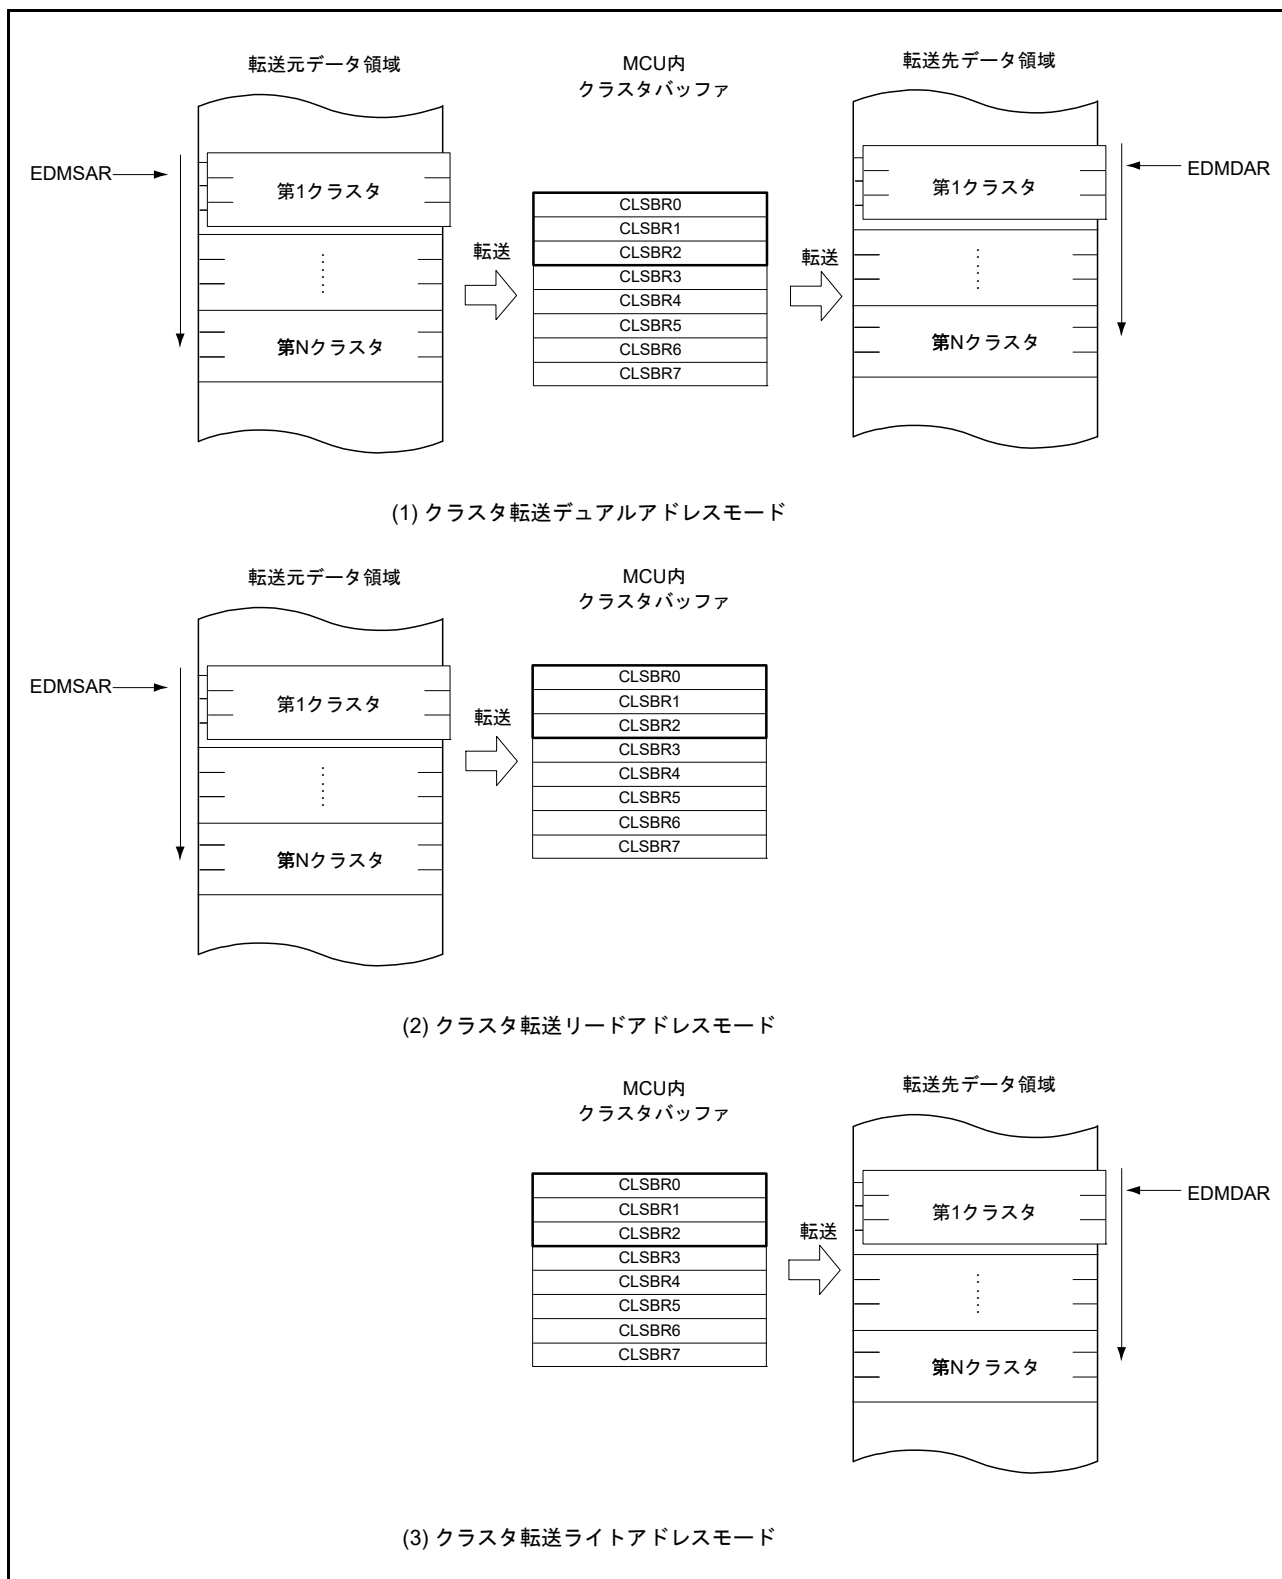 転送元データ領域
MCU内
クラスタバッファ
転送先データ領域
EDMSAR
第1クラスタ
第Nクラスタ
転送
CLSBR0
CLSBR1
CLSBR2
CLSBR3
CLSBR4
CLSBR5
CLSBR6
CLSBR7
転送
第1クラスタ
第Nクラスタ
EDMDAR
(1) クラスタ転送デュアルアドレスモード
転送元データ領域
MCU内
クラスタバッファ
EDMSAR
第1クラスタ
第Nクラスタ
転送
CLSBR0
CLSBR1
CLSBR2
CLSBR3
CLSBR4
CLSBR5
CLSBR6
CLSBR7
(2) クラスタ転送リードアドレスモード
MCU内
クラスタバッファ
転送先データ領域
CLSBR0
CLSBR1
CLSBR2
CLSBR3
CLSBR4
CLSBR5
CLSBR6
CLSBR7
転送
第1クラスタ
第Nクラスタ
EDMDAR
(3) クラスタ転送ライトアドレスモード